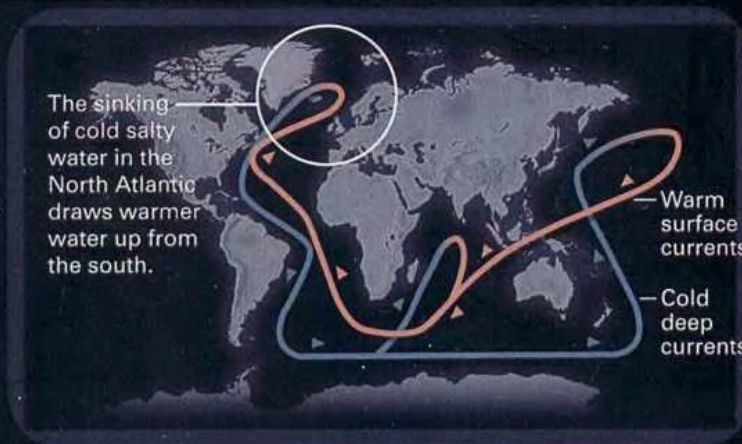 The sinking
of cold salty
water in the
North Atlantic
draws warmer
water up from
the south.
Warm
surface
currents
Cold
deep
currents